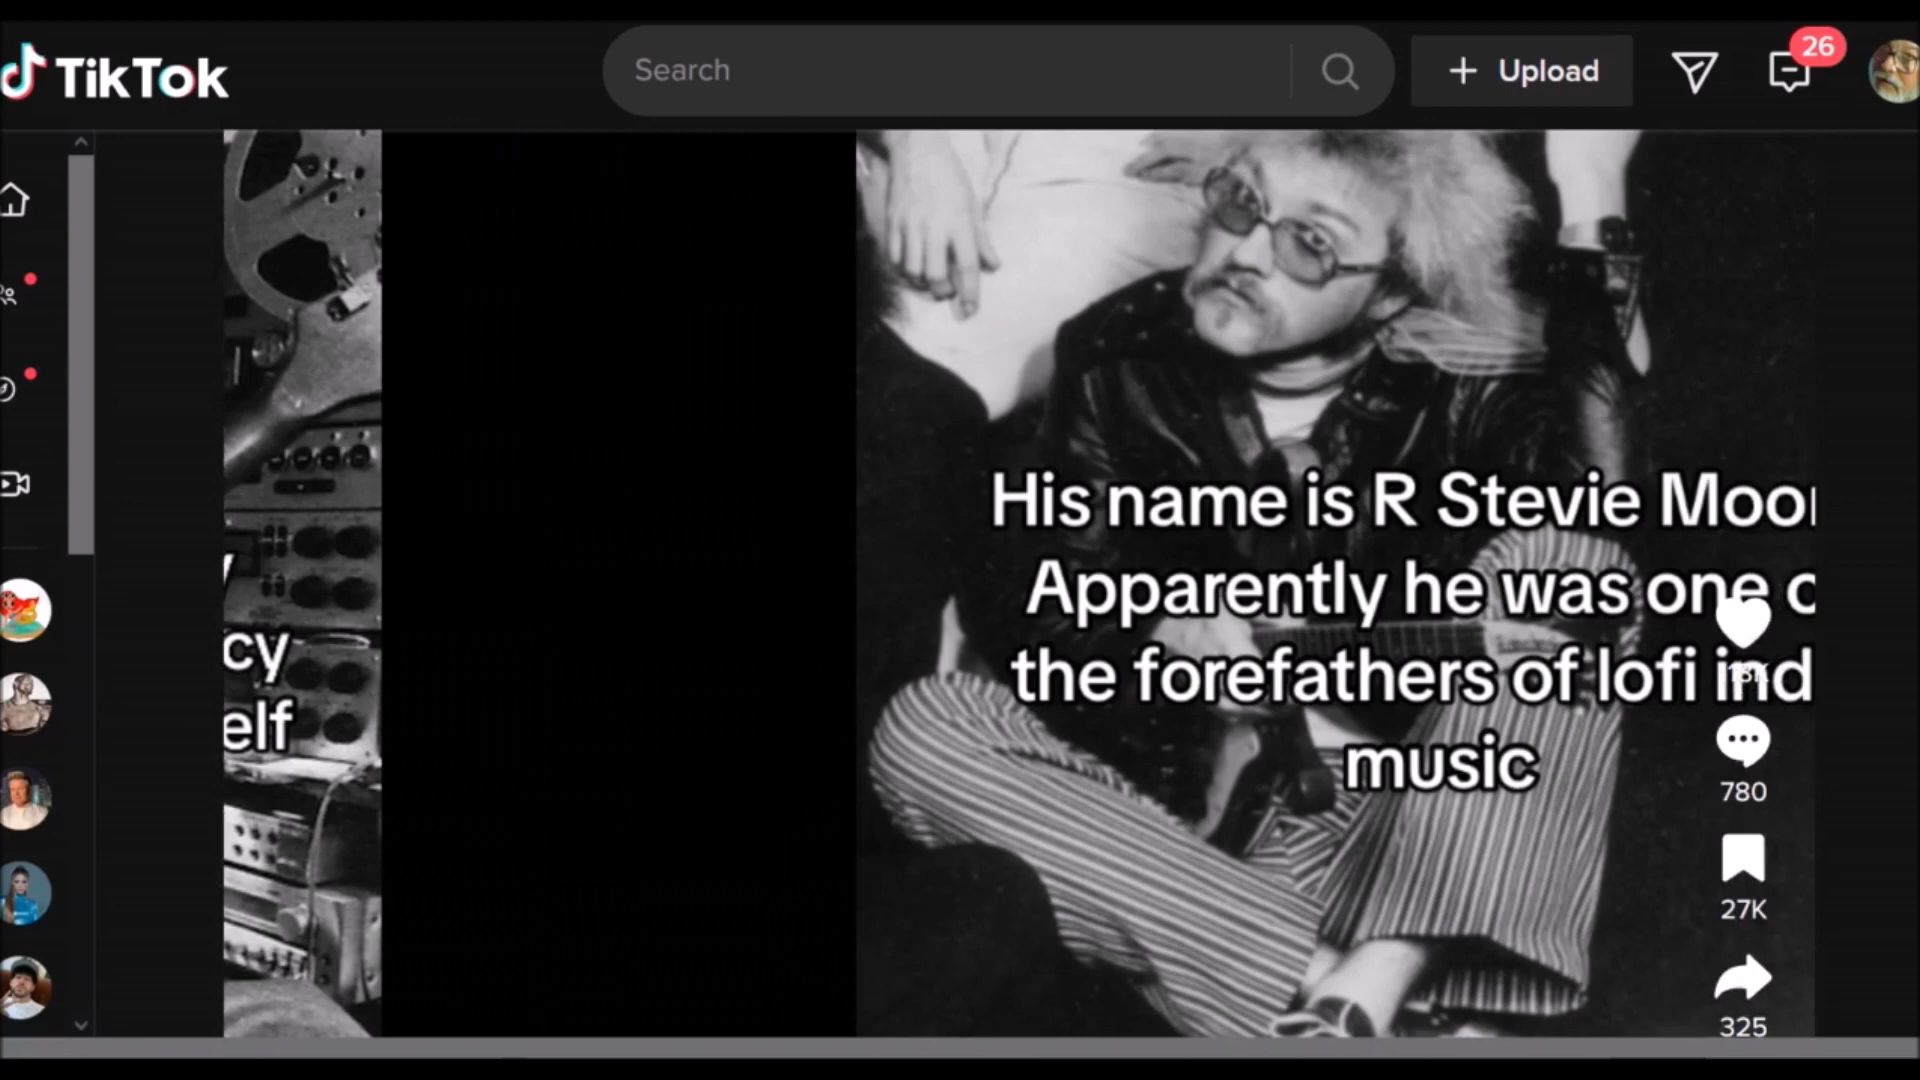 TikTok
Search
+ Upload
26
cy
elf
His name is R Stevie Moor
Apparently he was one o
the forefathers of lofi ind
music
780
27K
325